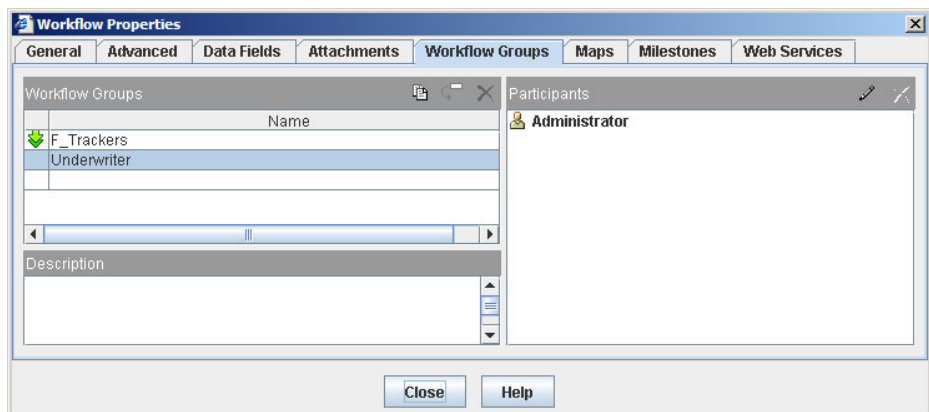 Workflow Properties
General Advanced Data Fields Attachments Workflow Groups Maps Milestones Web Services
Workflow Groups
Name
F_Trackers
Underwriter
Description
Participants
Administrator
Close Help